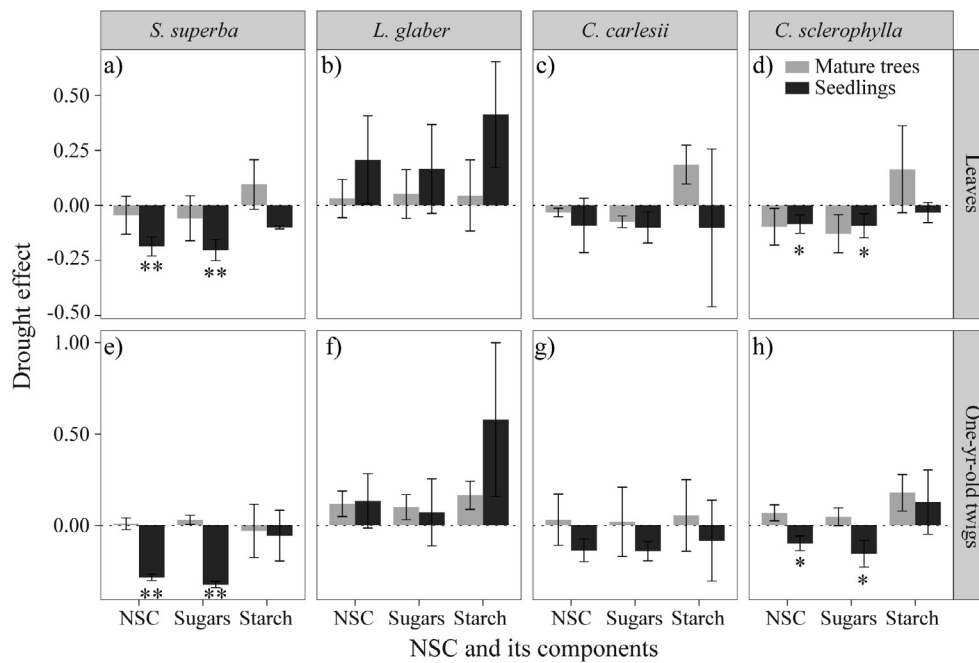 S. superba L. glaber C. carlesii C. sclerophylla
a) b) c) d)
Mature trees
Seedlings
0.50
0.25
0.00
-0.25
-0.50
** ** * *
Leaves
Drought effect
e) f) g) h)
1.00
0.50
0.00
** ** * *
One-yr-old twigs
NSC Sugars Starch NSC Sugars Starch NSC Sugars Starch NSC Sugars Starch
NSC and its components